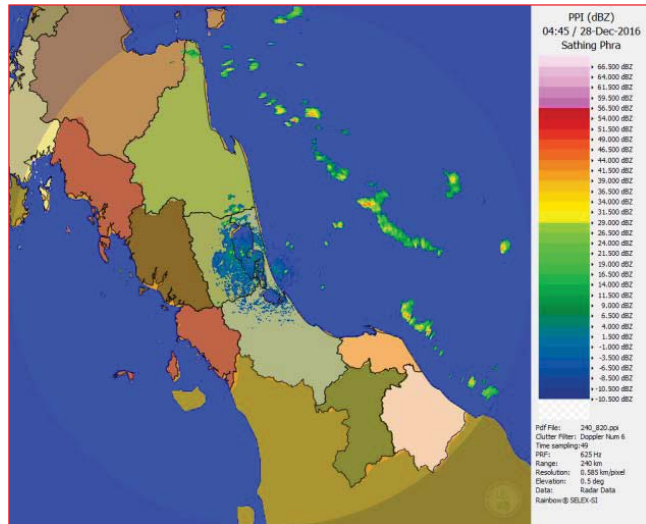 PPI (dBZ)
04:45 / 28-Dec-2016
Sathing Phra
66.500 dBZ
64.000 dBZ
61.500 dBZ
59.500 dBZ
56.500 dBZ
54.000 dBZ
51.500 dBZ
49.000 dBZ
46.500 dBZ
44.000 dBZ
41.500 dBZ
39.000 dBZ
36.500 dBZ
34.000 dBZ
31.500 dBZ
29.000 dBZ
26.500 dBZ
24.000 dBZ
21.500 dBZ
19.000 dBZ
16.500 dBZ
14.000 dBZ
11.500 dBZ
9.000 dBZ
6.500 dBZ
4.000 dBZ
1.500 dBZ
-1.000 dBZ
-3.500 dBZ
-6.000 dBZ
-8.500 dBZ
-10.500 dBZ
Pdf File: 240_820.ppi
Clutter Filter: Doppler Num 6
Time sampling: 49
PRF: 625 Hz
Range: 240 km
Resolution: 0.585 km/pixel
Elevation: 0.5 deg
Data: Radar Data
Rainbow® SELEX-SI